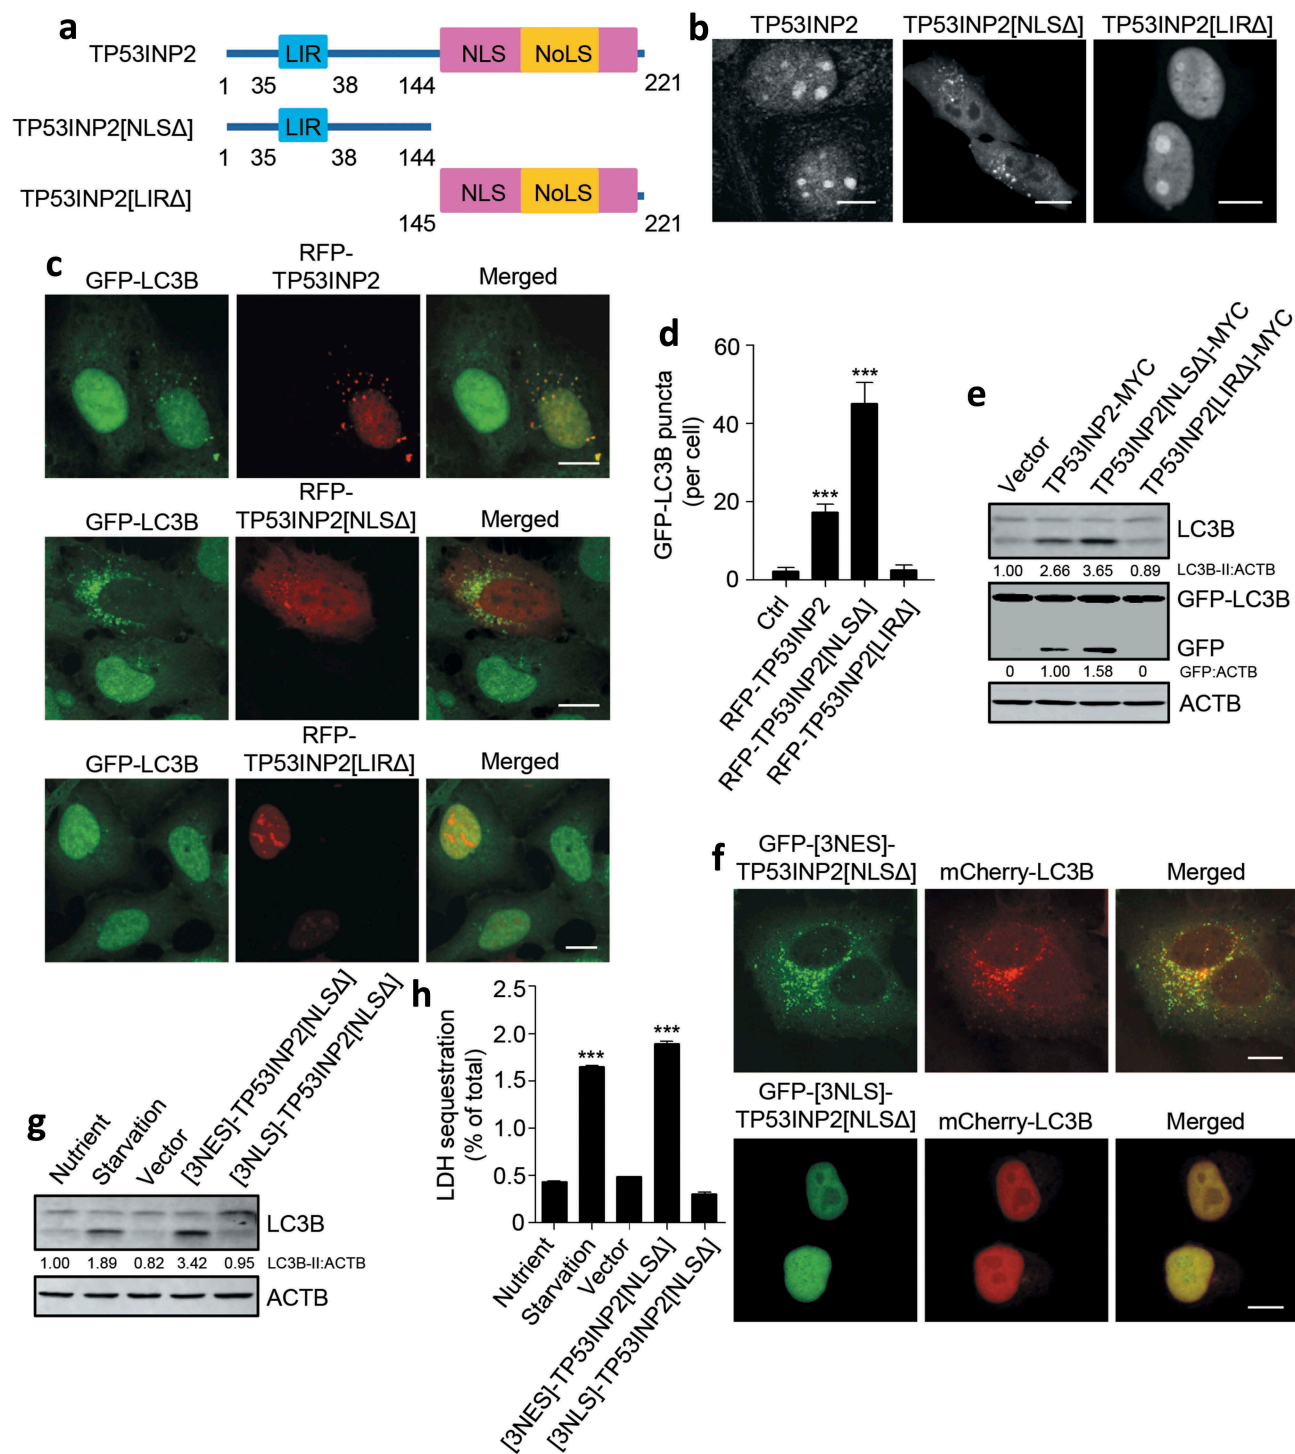 a
TP53INP2
LIR
NLS
NoLS
1
35
38
144
221
TP53INP2[NLSΔ]
LIR
1
35
38
144
TP53INP2[LIRΔ]
NLS
NoLS
145
221
b
TP53INP2
TP53INP2[NLSΔ]
TP53INP2[LIRΔ]
c
GFP-LC3B
RFP-
TP53INP2
Merged
GFP-LC3B
RFP-
TP53INP2[NLSΔ]
Merged
GFP-LC3B
RFP-
TP53INP2[LIRΔ]
Merged
d
GFP-LC3B puncta
(per cell)
60
40
20
0
***
***
Ctrl
RFP-TP53INP2
RFP-TP53INP2[NLSΔ]
RFP-TP53INP2[LIRΔ]
e
Vector
TP53INP2-MYC
TP53INP2[NLSΔ]-MYC
TP53INP2[LIRΔ]-MYC
LC3B
1.00 2.66 3.65 0.89 LC3B-II:ACTB
GFP-LC3B
GFP
0 1.00 1.58 0 GFP:ACTB
ACTB
f
GFP-[3NES]-
TP53INP2[NLSΔ]
mCherry-LC3B
Merged
GFP-[3NLS]-
TP53INP2[NLSΔ]
mCherry-LC3B
Merged
g
Nutrient
Starvation
Vector
[3NES]-TP53INP2[NLSΔ]
[3NLS]-TP53INP2[NLSΔ]
LC3B
1.00 1.89 0.82 3.42 0.95 LC3B-II:ACTB
ACTB
h
LDH sequestration
(% of total)
2.5
2.0
1.5
1.0
0.5
0
***
***
Nutrient
Starvation
Vector
[3NES]-TP53INP2[NLSΔ]
[3NLS]-TP53INP2[NLSΔ]